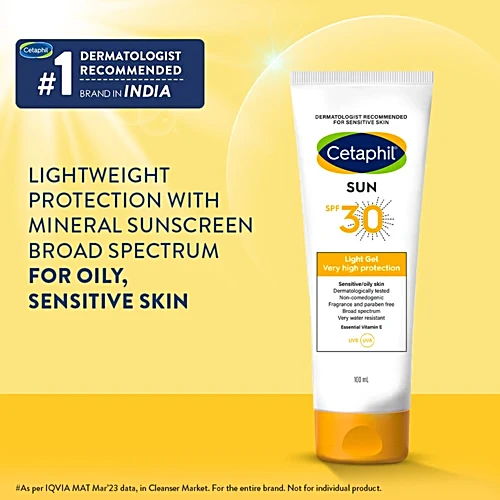 Cetaphil
#1
DERMATOLOGIST
RECOMMENDED
BRAND IN INDIA
LIGHTWEIGHT
PROTECTION WITH
MINERAL SUNSCREEN
BROAD SPECTRUM
FOR OILY,
SENSITIVE SKIN
DERMATOLOGIST RECOMMENDED
FOR SENSITIVE SKIN
Cetaphil
SUN
SPF 30
Light Gel
Very high protection
Sensitive/oily skin
Dermatologically tested
Non-comedogenic
Fragrance and paraben free
Broad spectrum
Very water resistant
Essential Vitamin E
UVB UVA
100 mL
#As per IQVIA MAT Mar'23 data, in Cleanser Market. For the entire brand. Not for individual product.